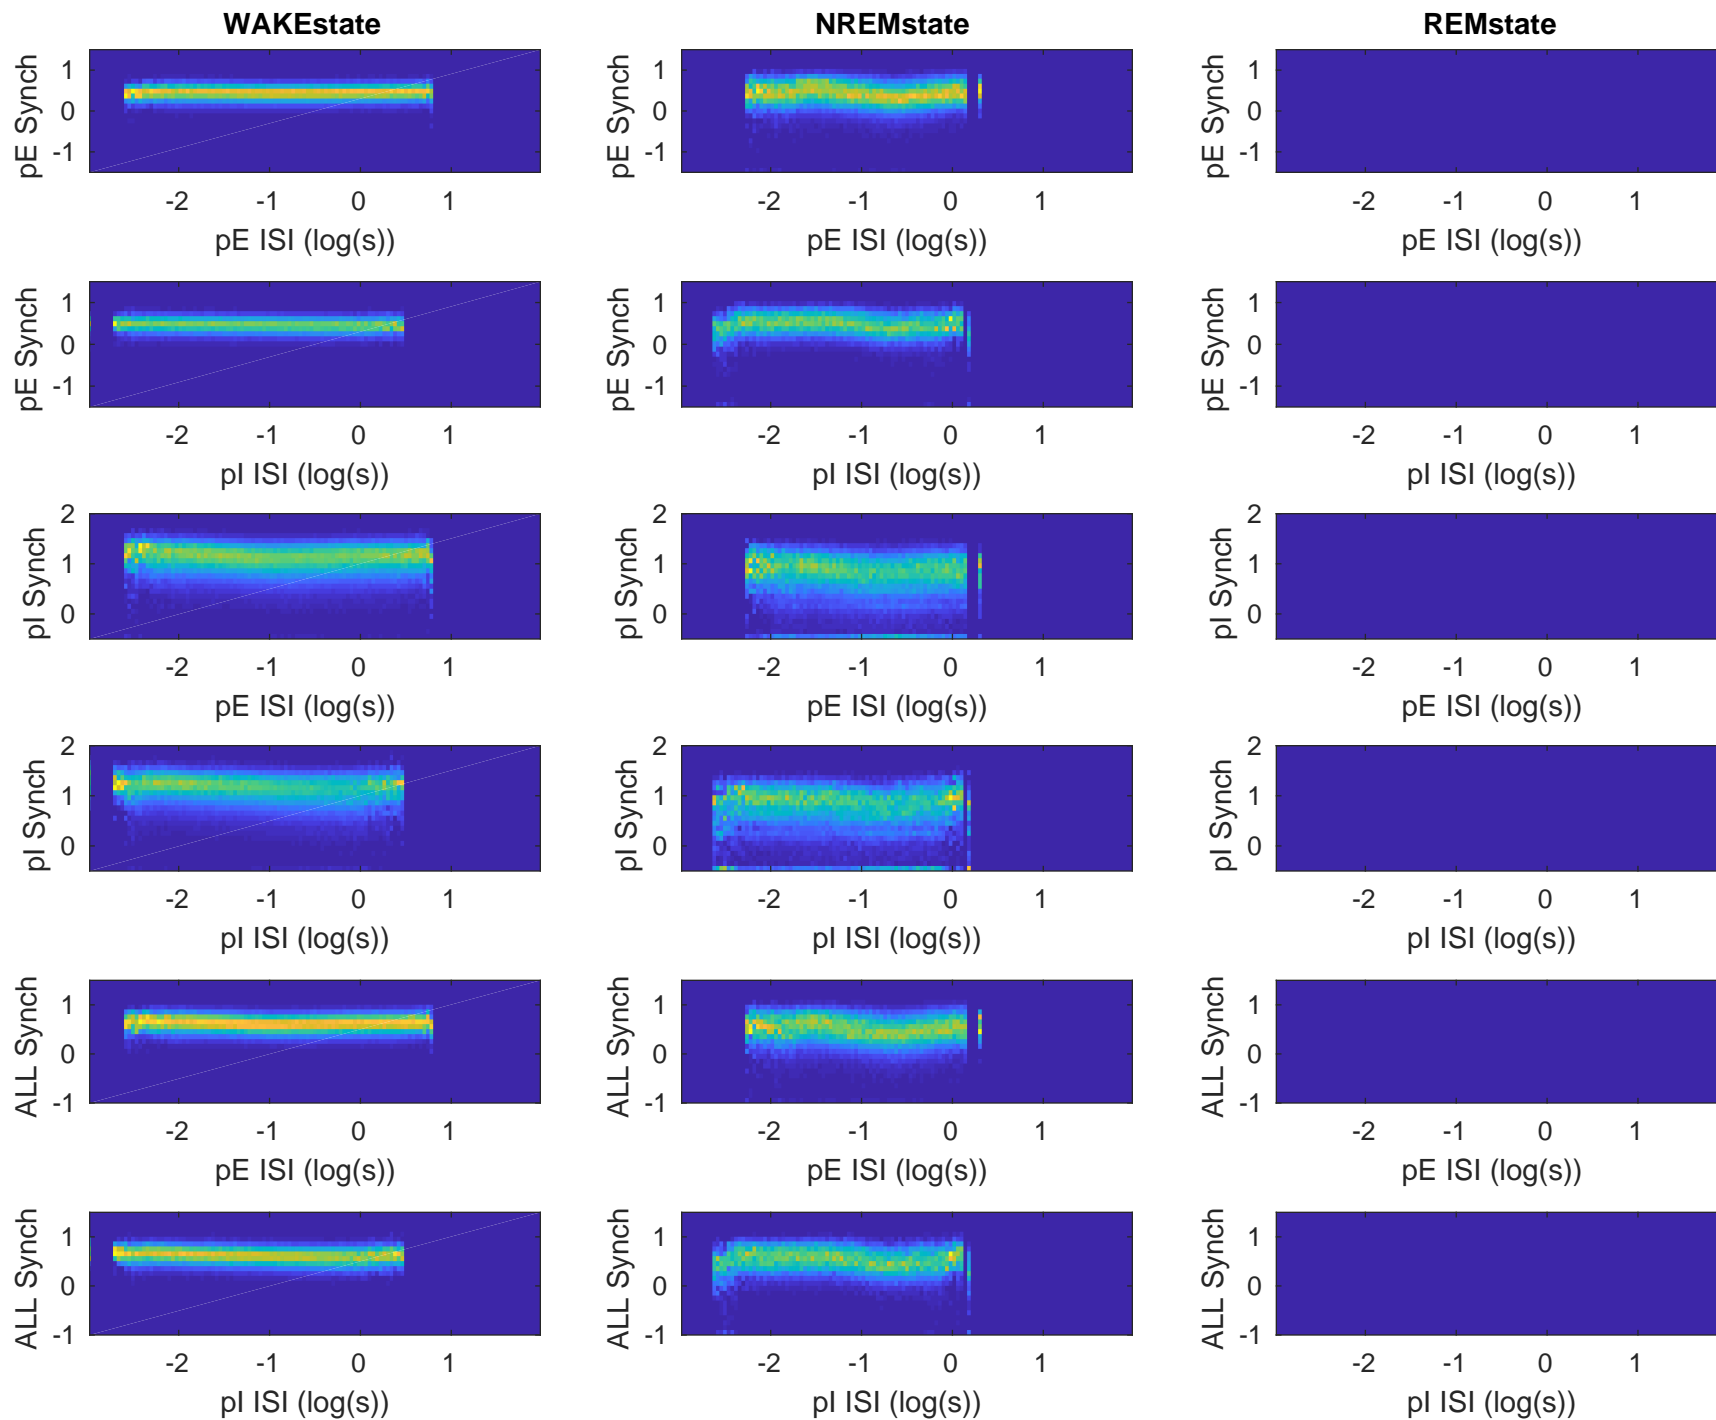 WAKEstate NREMstate REMstate
pE Synch 1 0 -1 pE Synch 1 0 -1 pE Synch 1 0 -1
-2 -1 0 1 -2 -1 0 1 -2 -1 0 1
pE ISI (log(s)) pE ISI (log(s)) pE ISI (log(s))
pE Synch 1 0 -1 pE Synch 1 0 -1 pE Synch 1 0 -1
-2 -1 0 1 -2 -1 0 1 -2 -1 0 1
pI ISI (log(s)) pI ISI (log(s)) pI ISI (log(s))
pI Synch 2 1 0 pI Synch 2 1 0 pI Synch 2 1 0
-2 -1 0 1 -2 -1 0 1 -2 -1 0 1
pE ISI (log(s)) pE ISI (log(s)) pE ISI (log(s))
pI Synch 2 1 0 pI Synch 2 1 0 pI Synch 2 1 0
-2 -1 0 1 -2 -1 0 1 -2 -1 0 1
pI ISI (log(s)) pI ISI (log(s)) pI ISI (log(s))
ALL Synch 1 0 -1 ALL Synch 1 0 -1 ALL Synch 1 0 -1
-2 -1 0 1 -2 -1 0 1 -2 -1 0 1
pE ISI (log(s)) pE ISI (log(s)) pE ISI (log(s))
ALL Synch 1 0 -1 ALL Synch 1 0 -1 ALL Synch 1 0 -1
-2 -1 0 1 -2 -1 0 1 -2 -1 0 1
pI ISI (log(s)) pI ISI (log(s)) pI ISI (log(s))